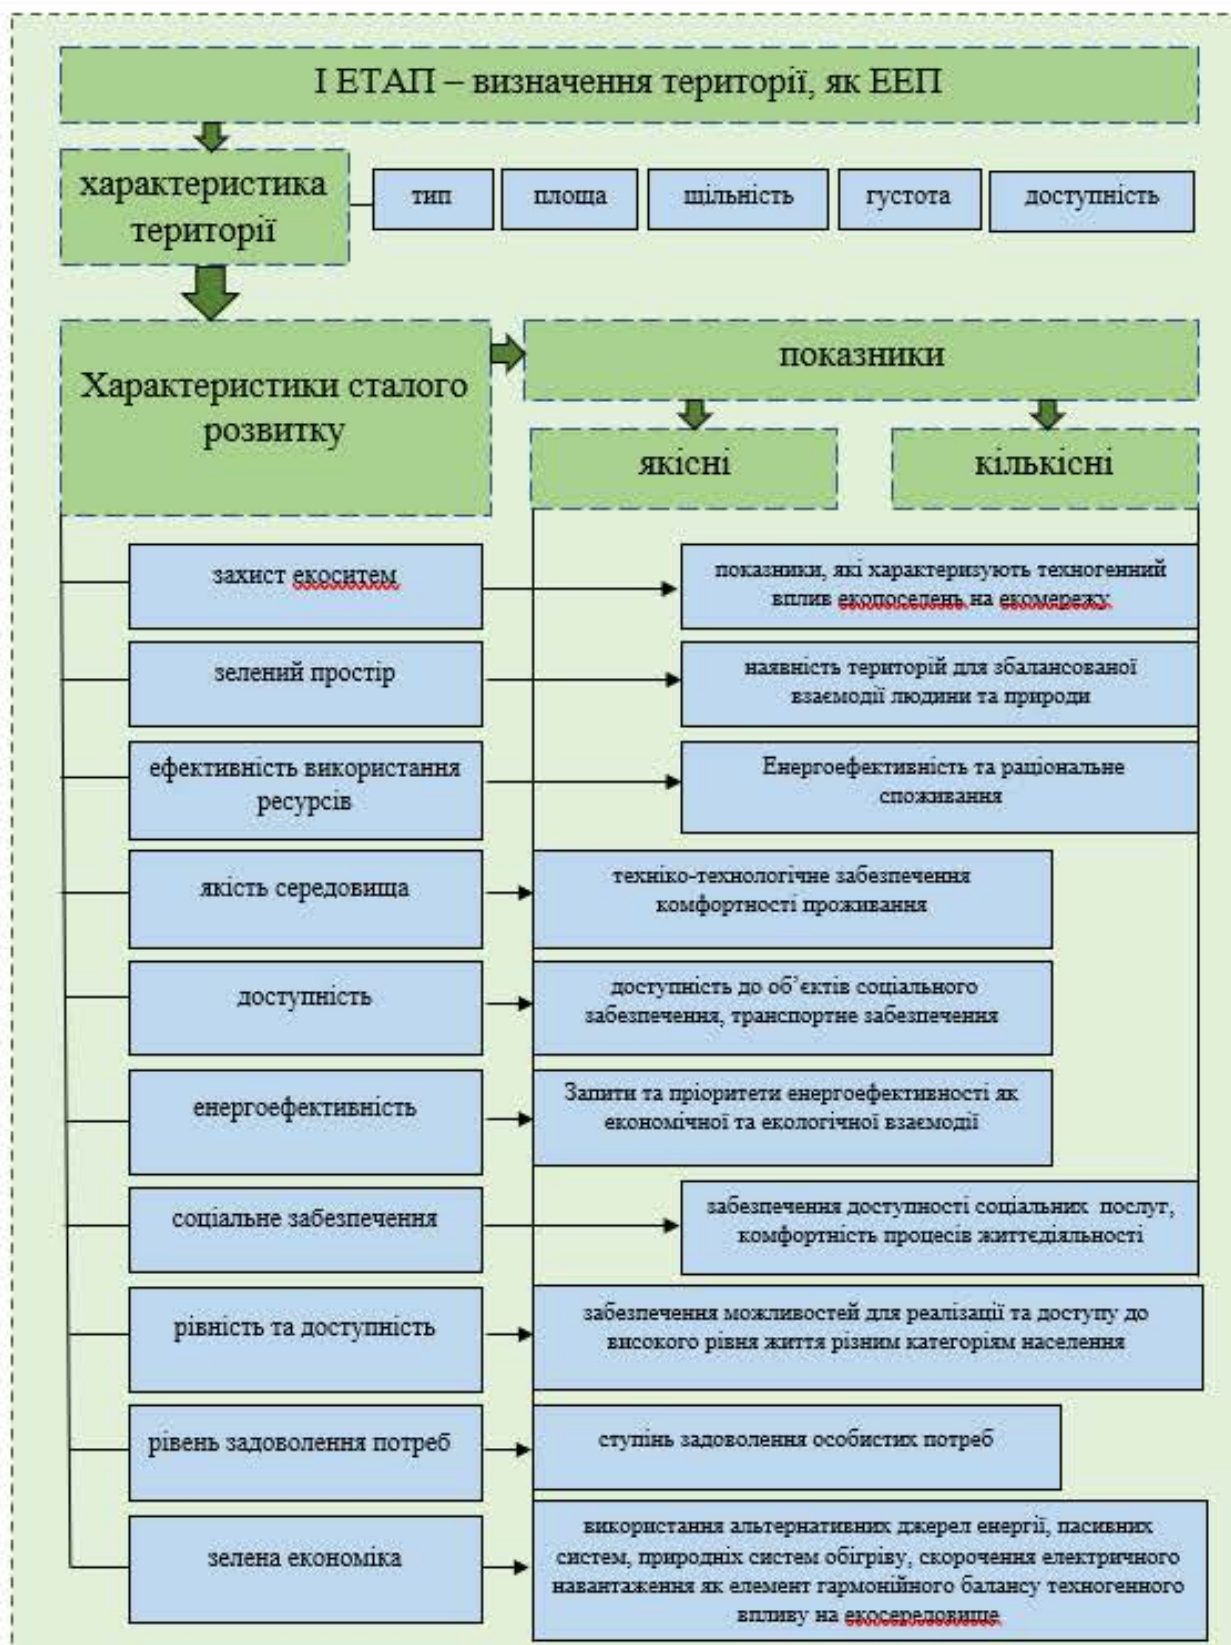 І ЕТАП – визначення території, як ЕЕП
характеристика
території
тип
площа
щільність
густота
доступність
Характеристики сталого
розвитку
показники
якісні
кількісні
захист екоситем
показники, які характеризують техногенний
вплив екопоселень на екомережу
зелений простір
наявність територій для збалансованої
взаємодії людини та природи
ефективність використання
ресурсів
Енергоефективність та раціональне
споживання
якість середовища
техніко-технологічне забезпечення
комфортності проживання
доступність
доступність до об’єктів соціального
забезпечення, транспортне забезпечення
енергоефективність
Запити та пріоритети енергоефективності як
економічної та екологічної взаємодії
соціальне забезпечення
забезпечення доступності соціальних послуг,
комфортність процесів життєдіяльності
рівність та доступність
забезпечення можливостей для реалізації та доступу до
високого рівня життя різним категоріям населення
рівень задоволення потреб
ступінь задоволення особистих потреб
зелена економіка
використання альтернативних джерел енергії, пасивних
систем, природніх систем обігріву, скорочення електричного
навантаження як елемент гармонійного балансу техногенного
впливу на екосередовище